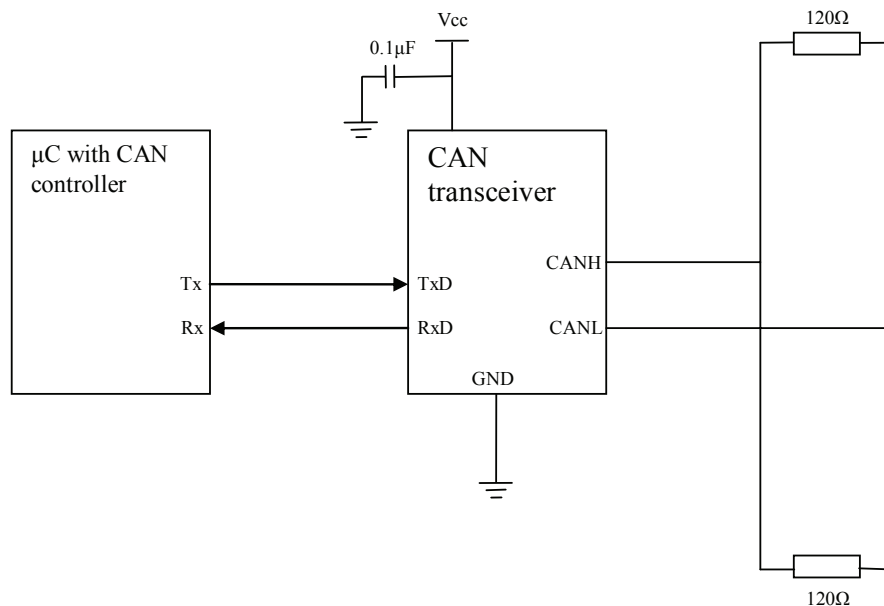 120Ω
Vcc
0.1µF
µC with CAN
controller
CAN
transceiver
CANH
Tx
TxD
Rx
RxD
CANL
GND
120Ω